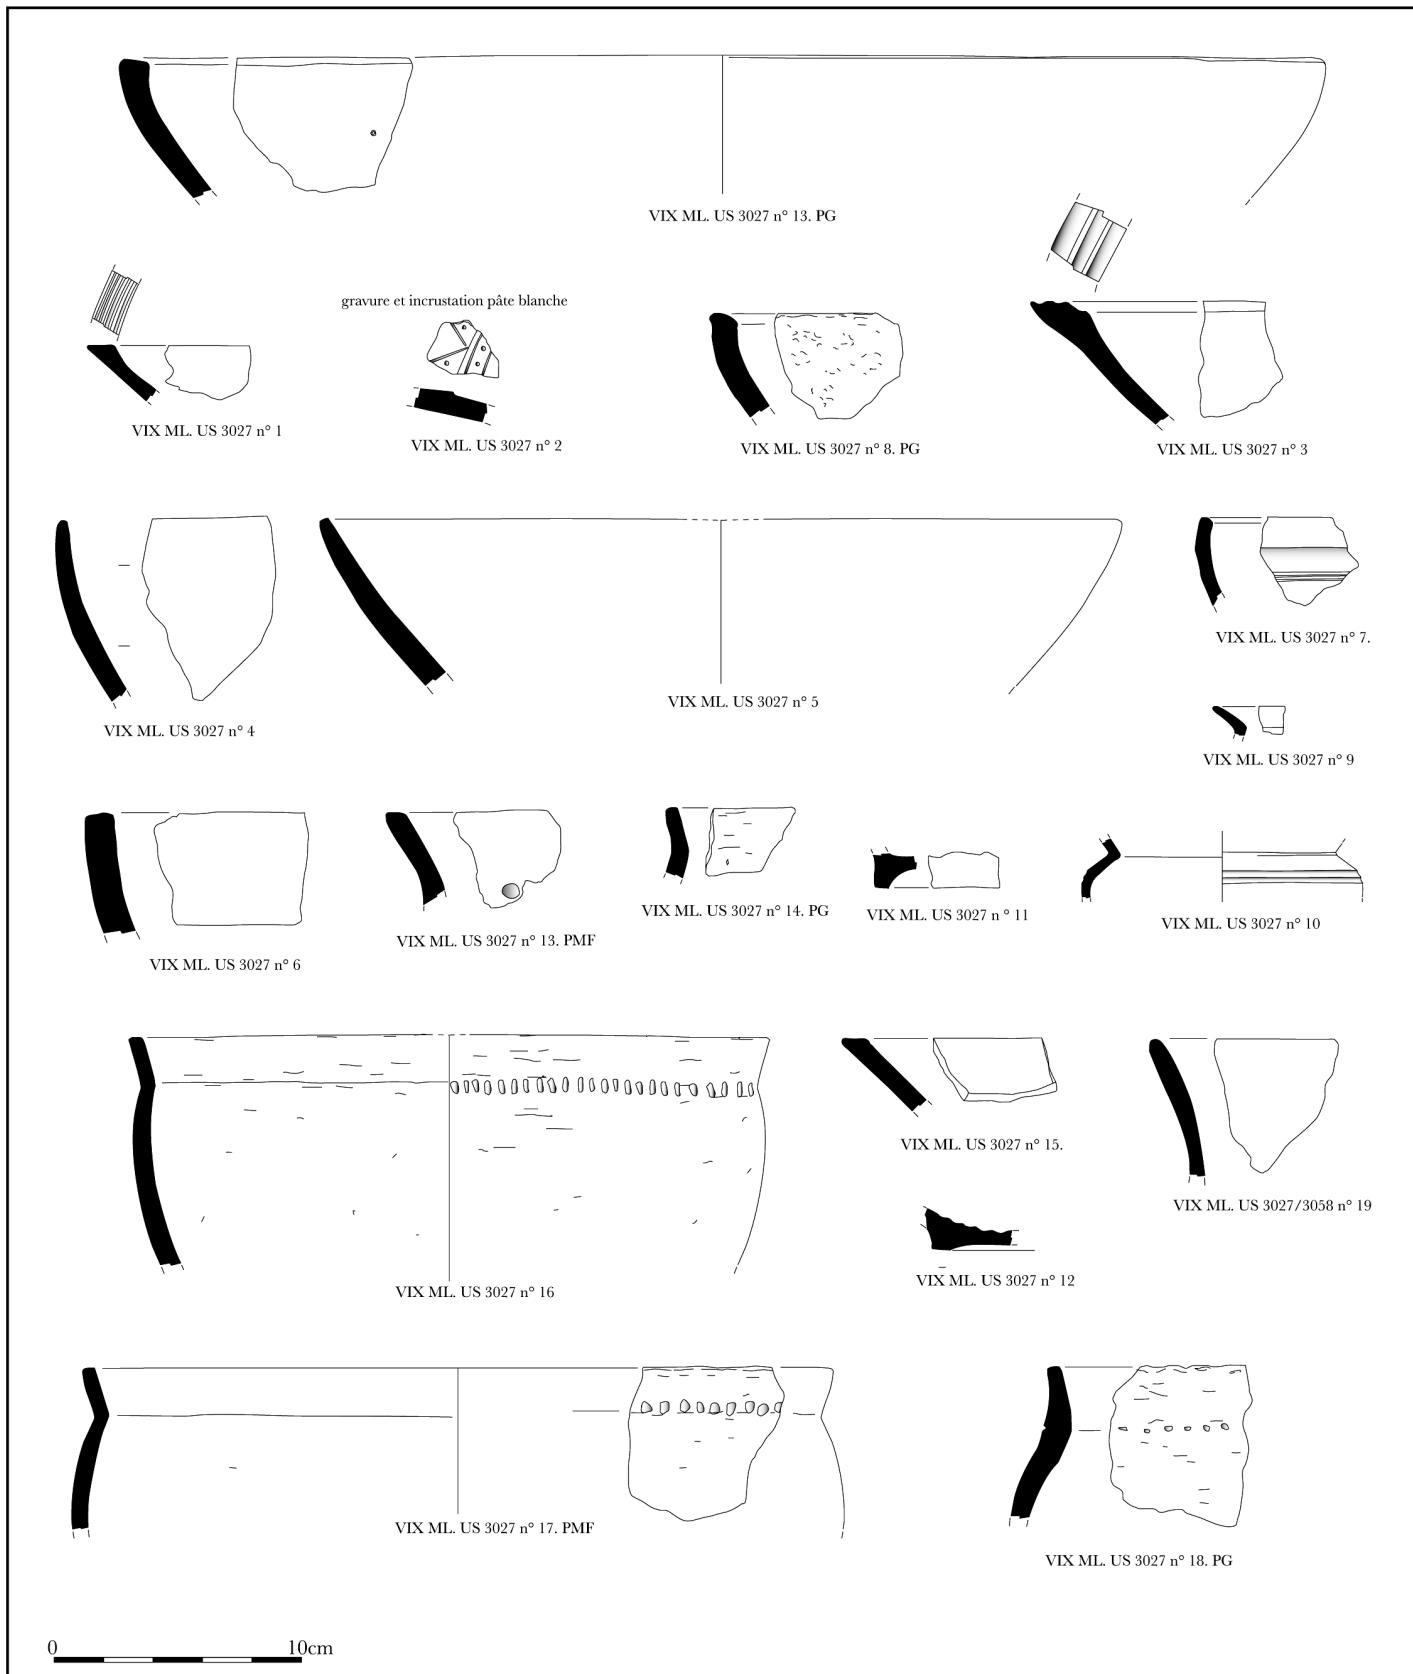 VIX ML. US 3027 n° 13. PG
gravure et incrustation pâte blanche
VIX ML. US 3027 n° 1
VIX ML. US 3027 n° 2
VIX ML. US 3027 n° 8. PG
VIX ML. US 3027 n° 3
VIX ML. US 3027 n° 4
VIX ML. US 3027 n° 5
VIX ML. US 3027 n° 7.
VIX ML. US 3027 n° 9
VIX ML. US 3027 n° 6
VIX ML. US 3027 n° 13. PMF
VIX ML. US 3027 n° 14. PG
VIX ML. US 3027 n ° 11
VIX ML. US 3027 n° 10
VIX ML. US 3027 n° 16
VIX ML. US 3027 n° 15.
VIX ML. US 3027/3058 n° 19
VIX ML. US 3027 n° 12
VIX ML. US 3027 n° 17. PMF
VIX ML. US 3027 n° 18. PG
0 10cm